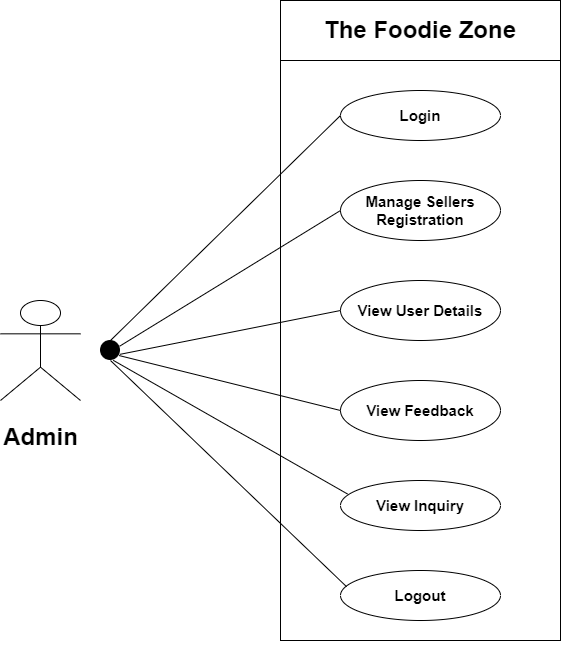 The Foodie Zone
Login
Manage Sellers
Registration
View User Details
View Feedback
Admin
View Inquiry
Logout